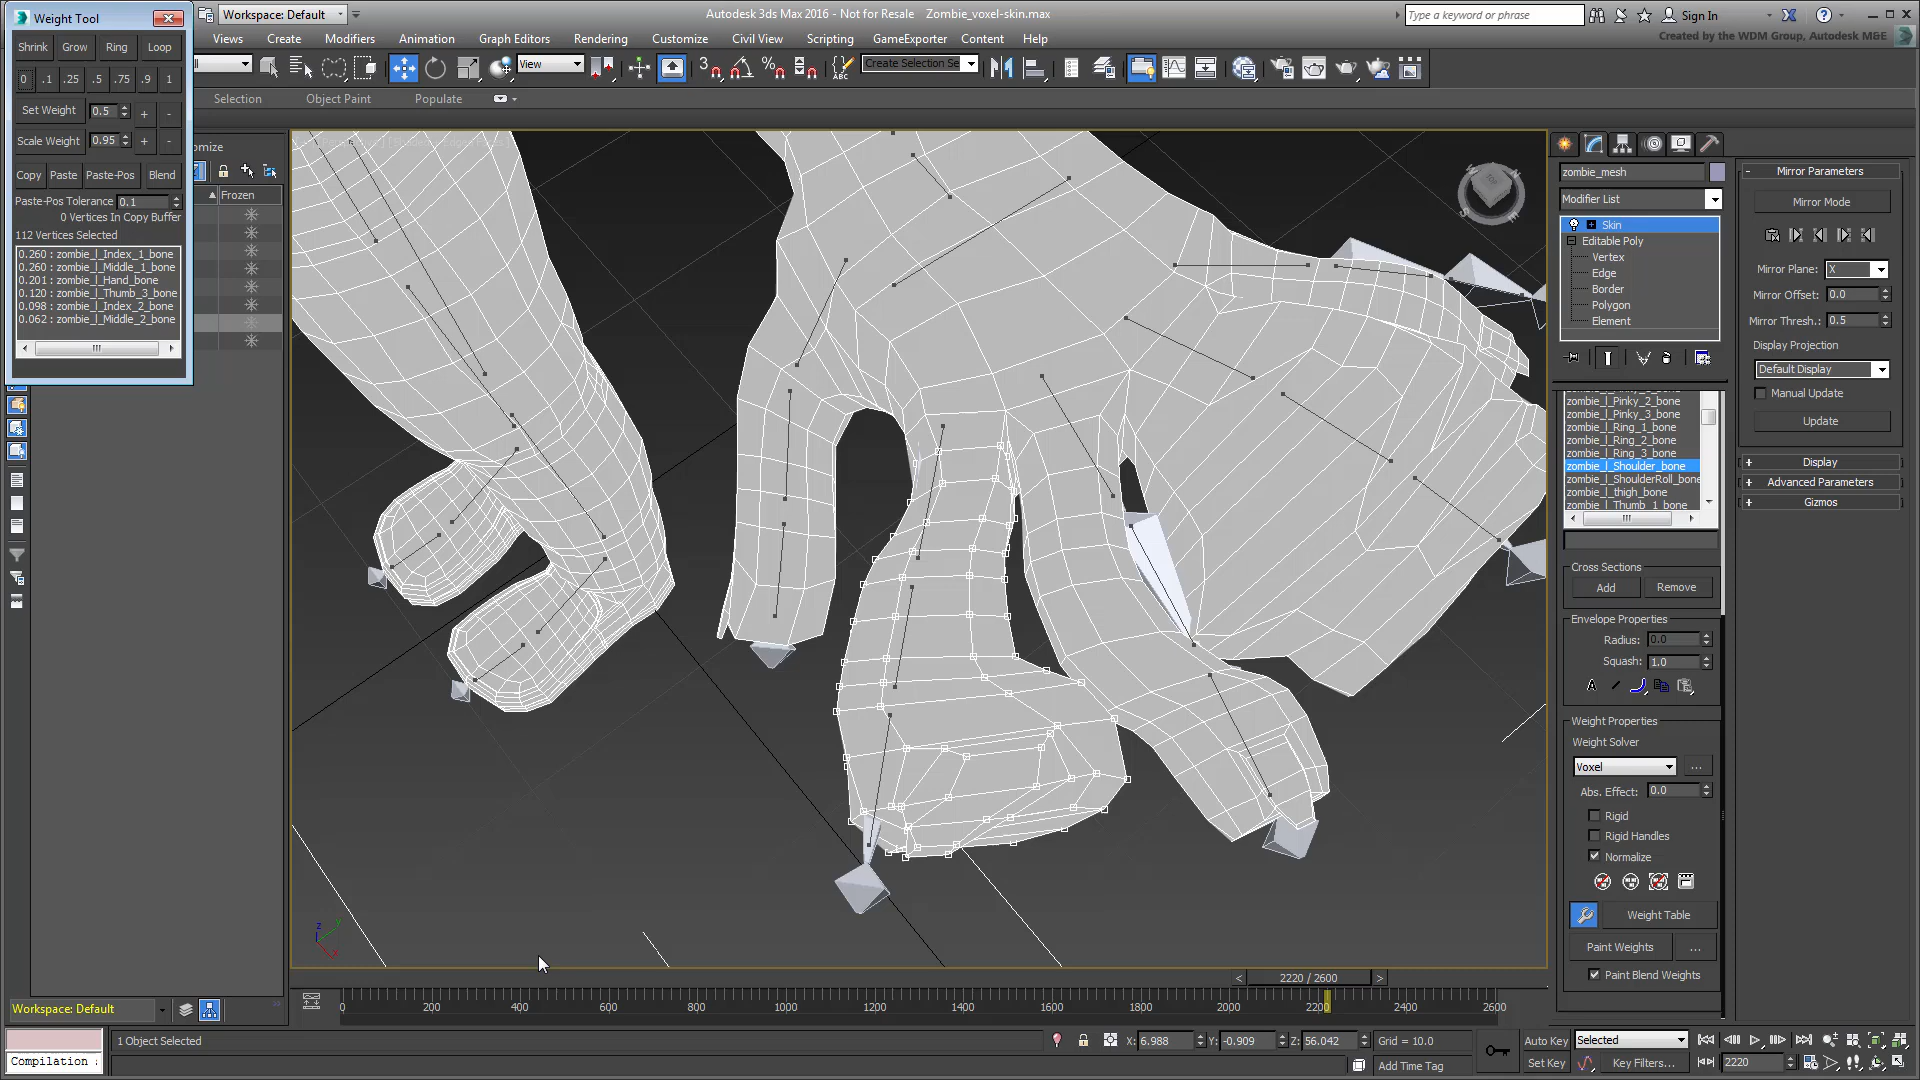 Weight Tool
Workspace: Default
Autodesk 3ds Max 2016 - Not for Resale Zombie_voxel-skin.max
Type a keyword or phrase
Sign In
Created by the WDM Group, Autodesk M&E
Views Create Modifiers Animation Graph Editors Rendering Customize Civil View Scripting GameExporter Content Help
Shrink Grow Ring Loop
View
Create Selection Se
0 .1 .25 .5 .75 .9 1
Selection Object Paint Populate
Set Weight 0.5 + -
Scale Weight 0.95 + -
Copy Paste Paste-Pos Blend
Paste-Pos Tolerance 0.1
0 Vertices In Copy Buffer
112 Vertices Selected
0.260 : zombie_l_Index_1_bone
0.260 : zombie_l_Middle_1_bone
0.201 : zombie_l_Hand_bone
0.120 : zombie_l_Thumb_3_bone
0.098 : zombie_l_Index_2_bone
0.062 : zombie_l_Middle_2_bone
omize
Frozen
zombie_mesh
Modifier List
Skin
Editable Poly
Vertex
Edge
Border
Polygon
Element
zombie_l_Pinky_2_bone
zombie_l_Pinky_3_bone
zombie_l_Ring_1_bone
zombie_l_Ring_2_bone
zombie_l_Ring_3_bone
zombie_l_Shoulder_bone
zombie_l_ShoulderRoll_bone
zombie_l_thigh_bone
zombie_l_Thumb_1_bone
Cross Sections
Add Remove
Envelope Properties
Radius: 0.0
Squash: 1.0
Weight Properties
Weight Solver
Voxel ...
Abs. Effect: 0.0
Rigid
Rigid Handles
Normalize
Weight Table
Paint Weights ...
Paint Blend Weights
Mirror Parameters
Mirror Mode
Mirror Plane: X
Mirror Offset: 0.0
Mirror Thresh.: 0.5
Display Projection
Default Display
Manual Update
Update
+ Display
+ Advanced Parameters
+ Gizmos
z
y
x
< 2220 / 2600 >
Workspace: Default
0 200 400 600 800 1000 1200 1400 1600 1800 2000 2200 2400 2600
Compilation :
1 Object Selected
X: 6.988 Y: -0.909 Z: 56.042 Grid = 10.0
Add Time Tag
Auto Key Selected
Set Key Key Filters... 2220